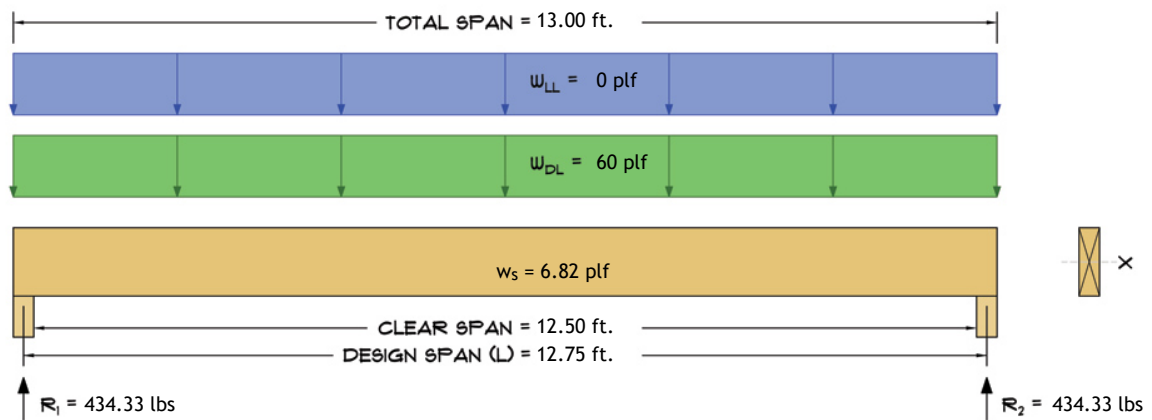 TOTAL SPAN = 13.00 ft.
WLL = 0 plf
WDL = 60 plf
ws = 6.82 plf
X
CLEAR SPAN = 12.50 ft.
DESIGN SPAN (L) = 12.75 ft.
R1 = 434.33 lbs
R2 = 434.33 lbs